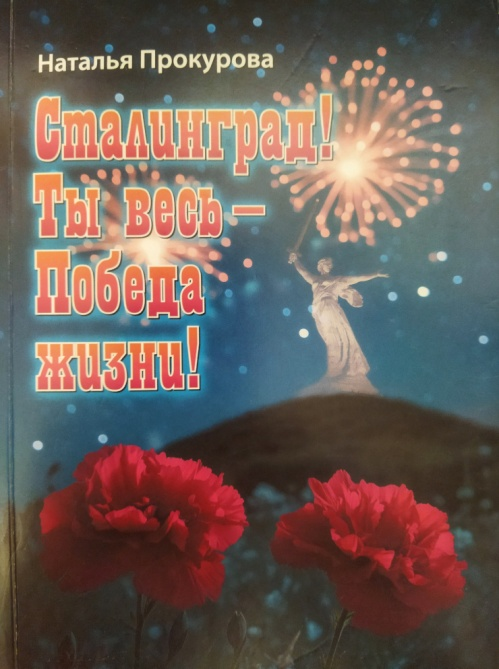 Наталья Прокурова
Сталинград!
Ты весь –
Победа
жизни!